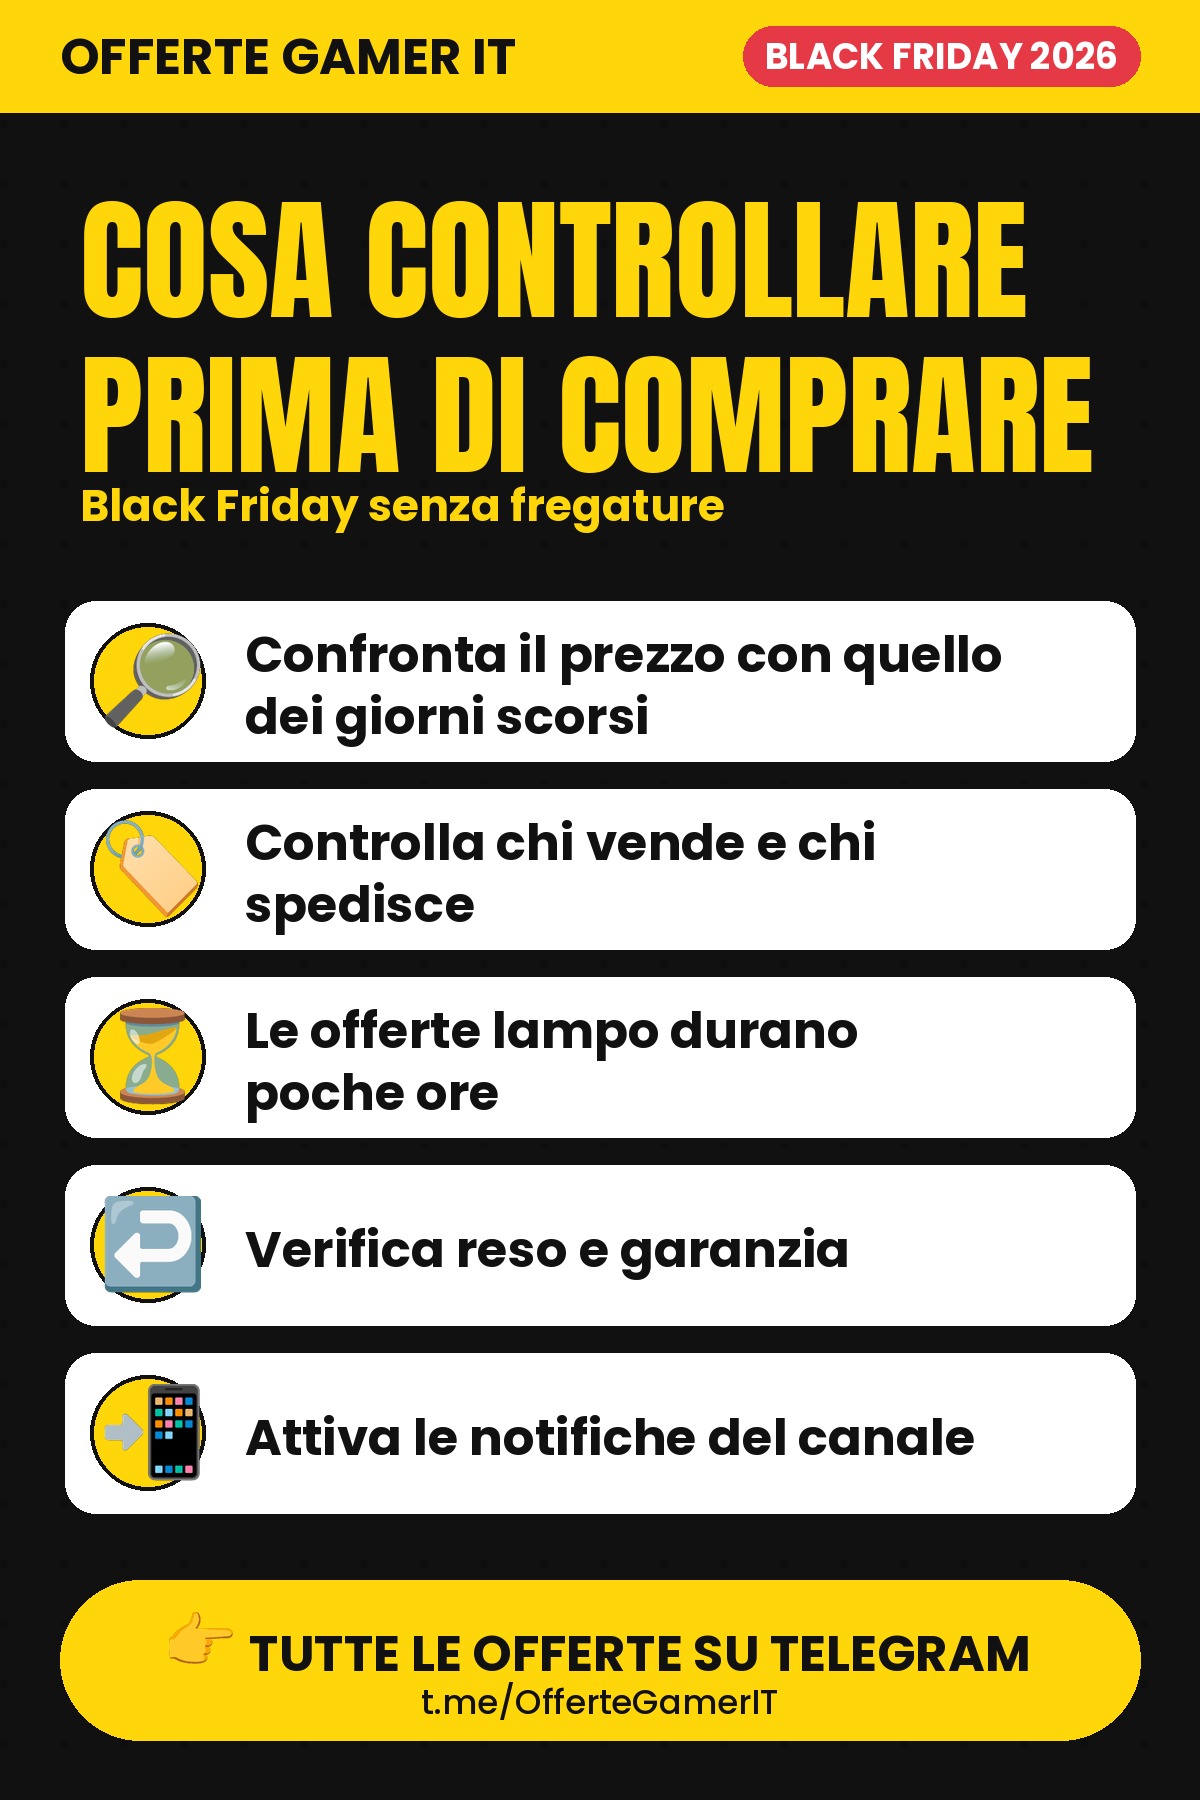 OFFERTE GAMER IT
BLACK FRIDAY 2026
COSA CONTROLLARE
PRIMA DI COMPRARE
Black Friday senza fregature
Confronta il prezzo con quello
dei giorni scorsi
Controlla chi vende e chi
spedisce
Le offerte lampo durano
poche ore
Verifica reso e garanzia
Attiva le notifiche del canale
TUTTE LE OFFERTE SU TELEGRAM
t.me/OfferteGamerIT